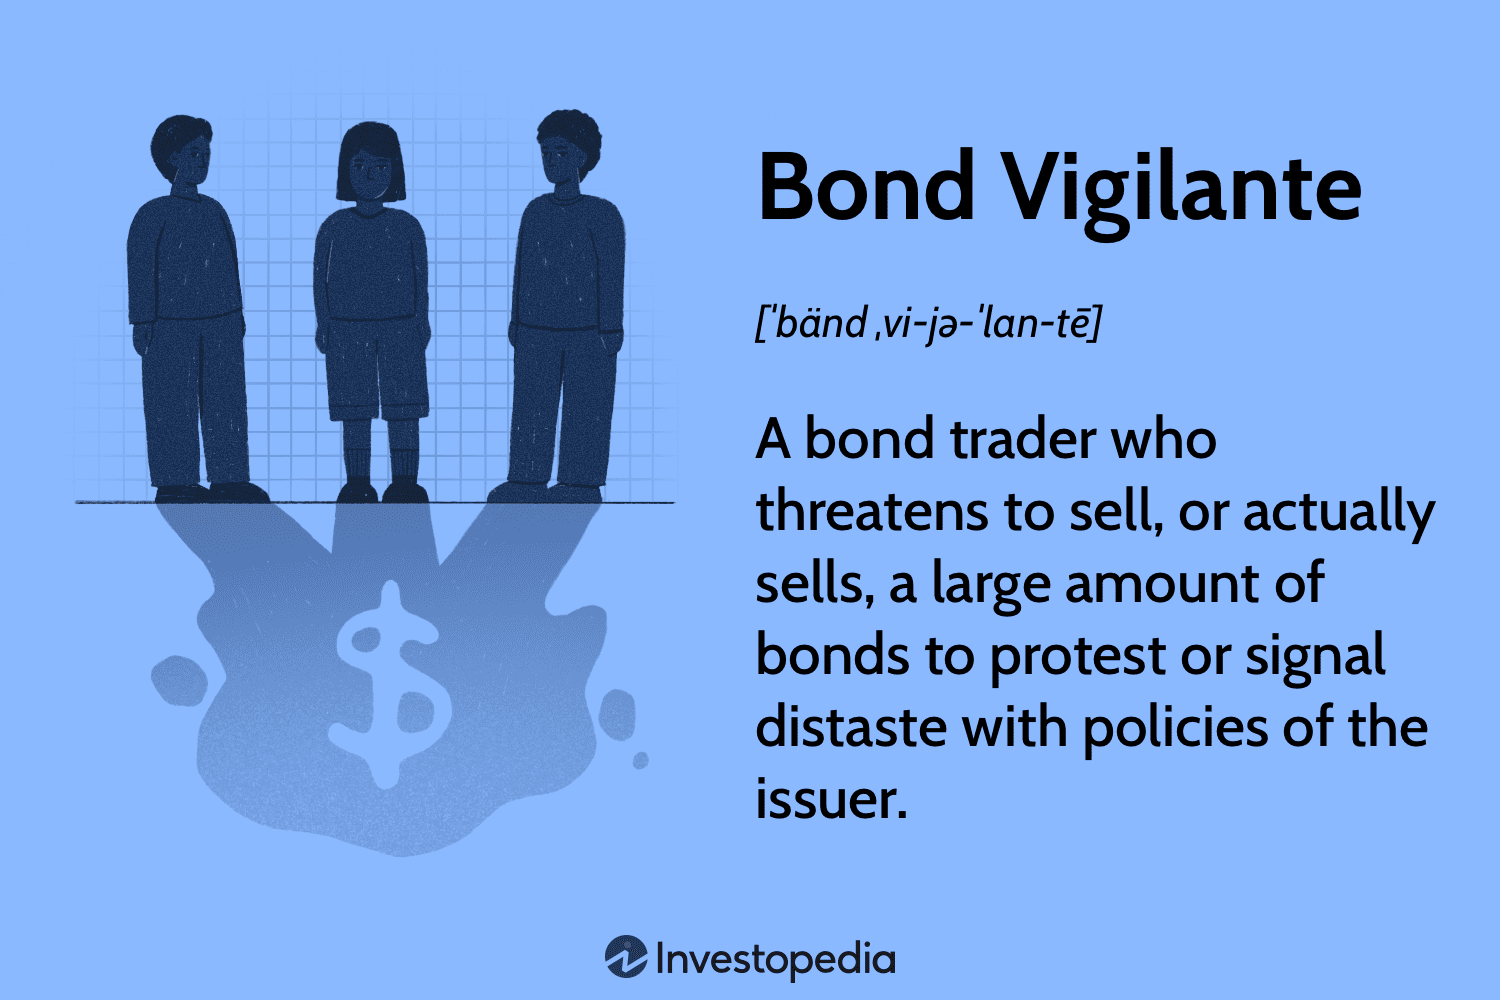 Bond Vigilante
[ˈbänd ˌvi-jə-ˈlan-tē]
A bond trader who
threatens to sell, or actually
sells, a large amount of
bonds to protest or signal
distaste with policies of the
issuer.
$
Investopedia